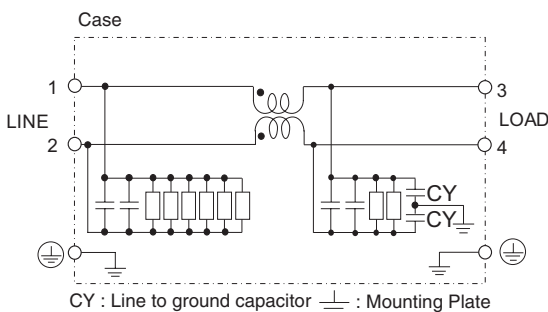 Case
1
3
LINE
LOAD
2
4
CY
CY
CY : Line to ground capacitor : Mounting Plate